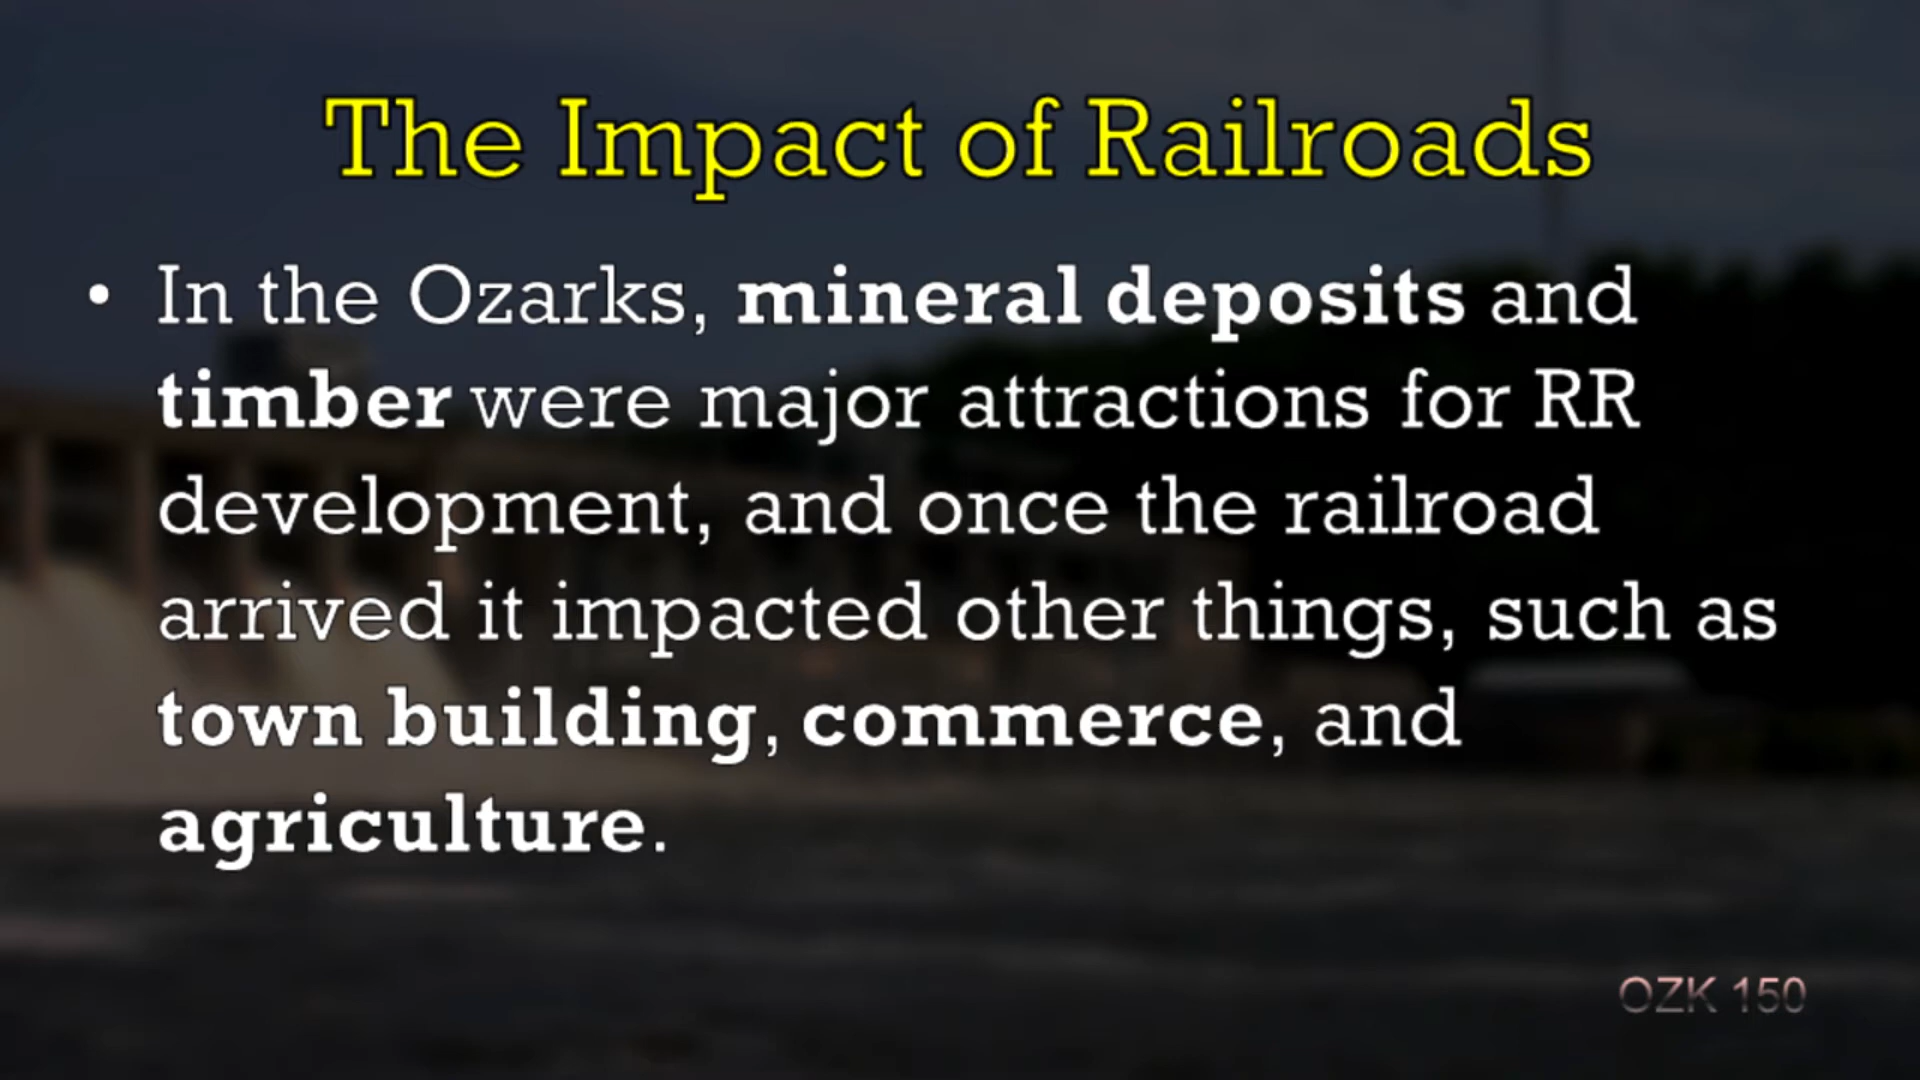 The Impact of Railroads
• In the Ozarks, mineral deposits and
timber were major attractions for RR
development, and once the railroad
arrived it impacted other things, such as
town building, commerce, and
agriculture.
OZK 150